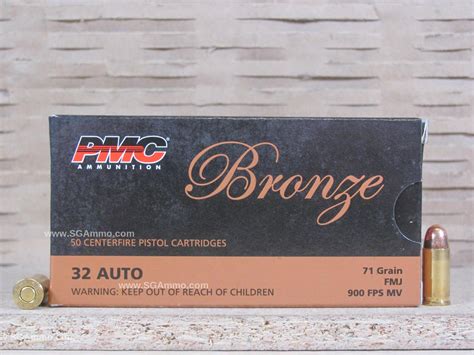 PMC®
AMMUNITION
Bronze
www.SGAmmo.com
50 CENTERFIRE PISTOL CARTRIDGES
www.SGAmmo.com
32 AUTO
71 Grain
FMJ
WARNING: KEEP OUT OF REACH OF CHILDREN
900 FPS MV